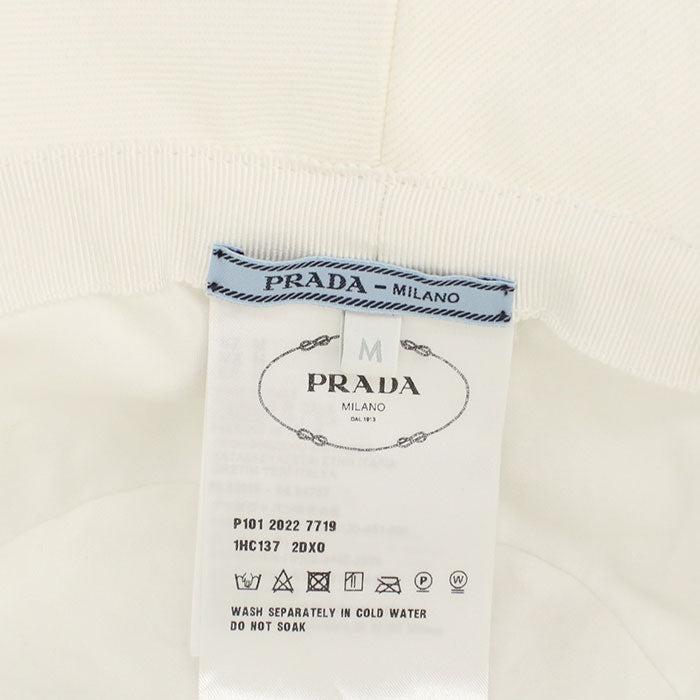 PRADA - MILANO
M
PRADA
MILANO
DAL 1913
P101 2022 7719
1HC137 2DXO
P W
WASH SEPARATELY IN COLD WATER
DO NOT SOAK